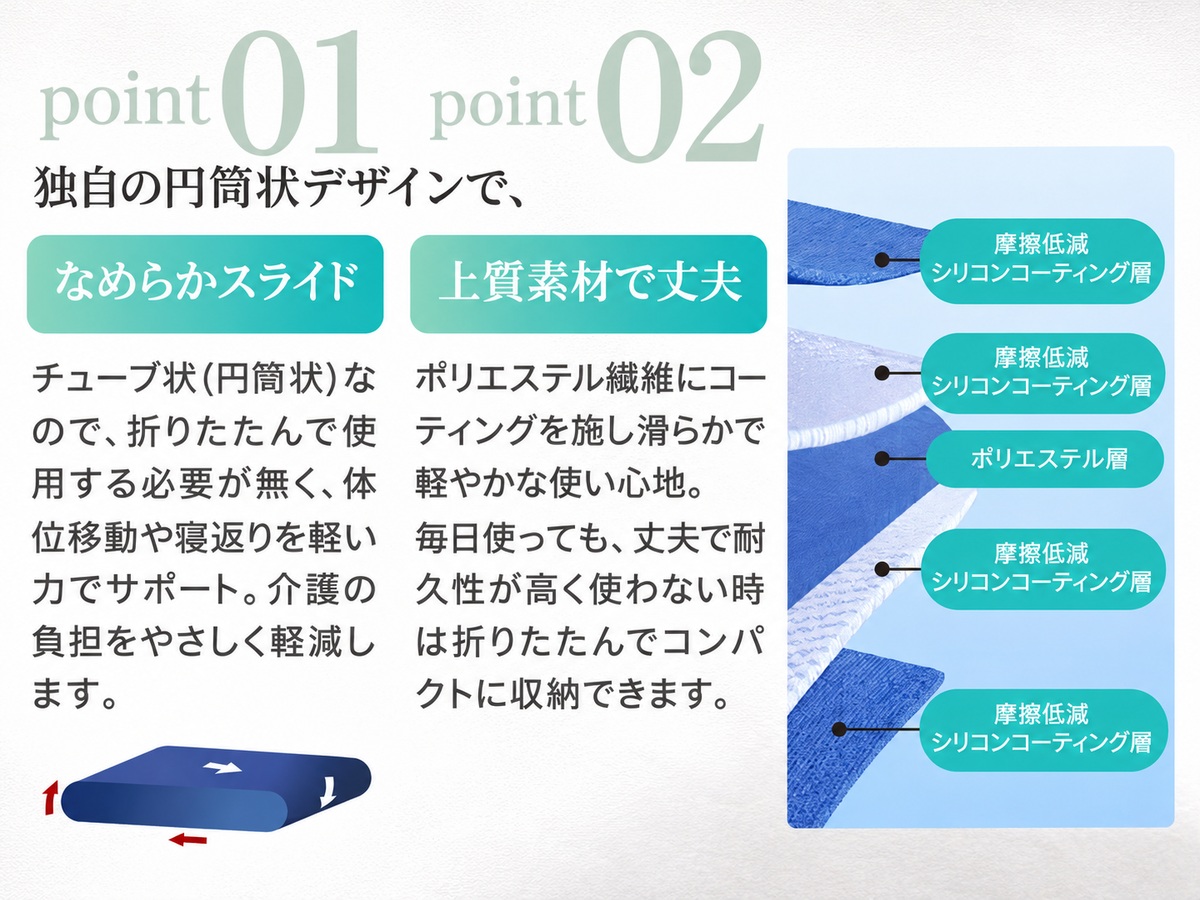 point 01
独自の円筒状デザインで、
なめらかスライド
チューブ状(円筒状)な
ので、折りたたんで使
用する必要が無く、体
位移動や寝返りを軽い
力でサポート。介護の
負担をやさしく軽減し
ます。
point 02
上質素材で丈夫
ポリエステル繊維にコー
ティングを施し滑らかで
軽やかな使い心地。
毎日使っても、丈夫で耐
久性が高く使わない時
は折りたたんでコンパ
クトに収納できます。
摩擦低減
シリコンコーティング層
摩擦低減
シリコンコーティング層
ポリエステル層
摩擦低減
シリコンコーティング層
摩擦低減
シリコンコーティング層